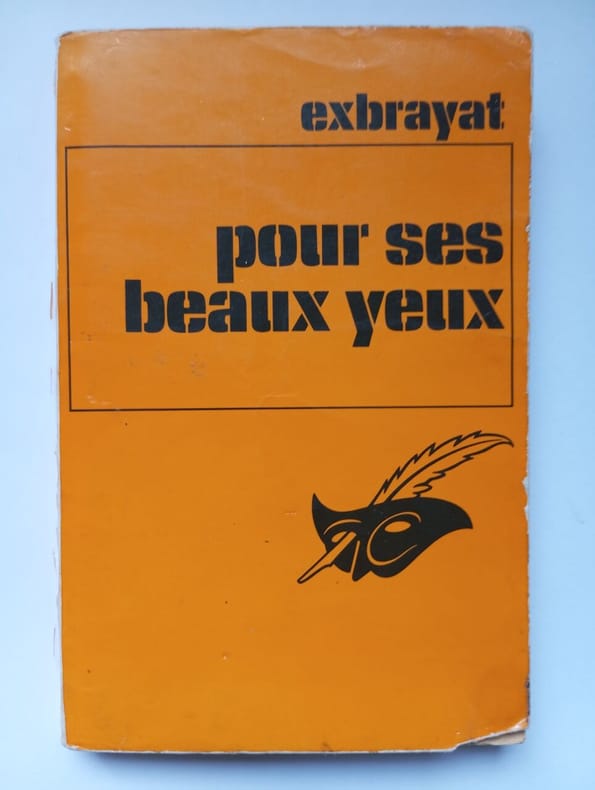 exbrayat
pour ses
beaux yeux